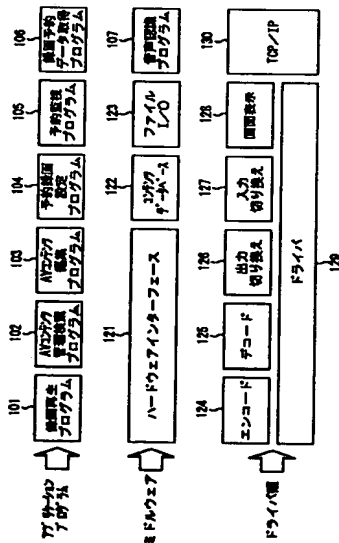 アプリケーション
プログラム
101
録画再生
プログラム
102
AVコンテンツ
管理検索
プログラム
103
AVコンテンツ
編集
プログラム
104
予約録画
設定
プログラム
105
予約監視
プログラム
106
録画予約
データ取得
プログラム
ミドルウェア
121
ハードウェアインターフェース
122
コンテンツ
データベース
123
ファイル
I/O
107
音声認識
プログラム
ドライバ層
124
エンコード
125
デコード
126
出力
切り換え
127
入力
切り換え
128
画面表示
130
TCP/IP
ドライバ
129